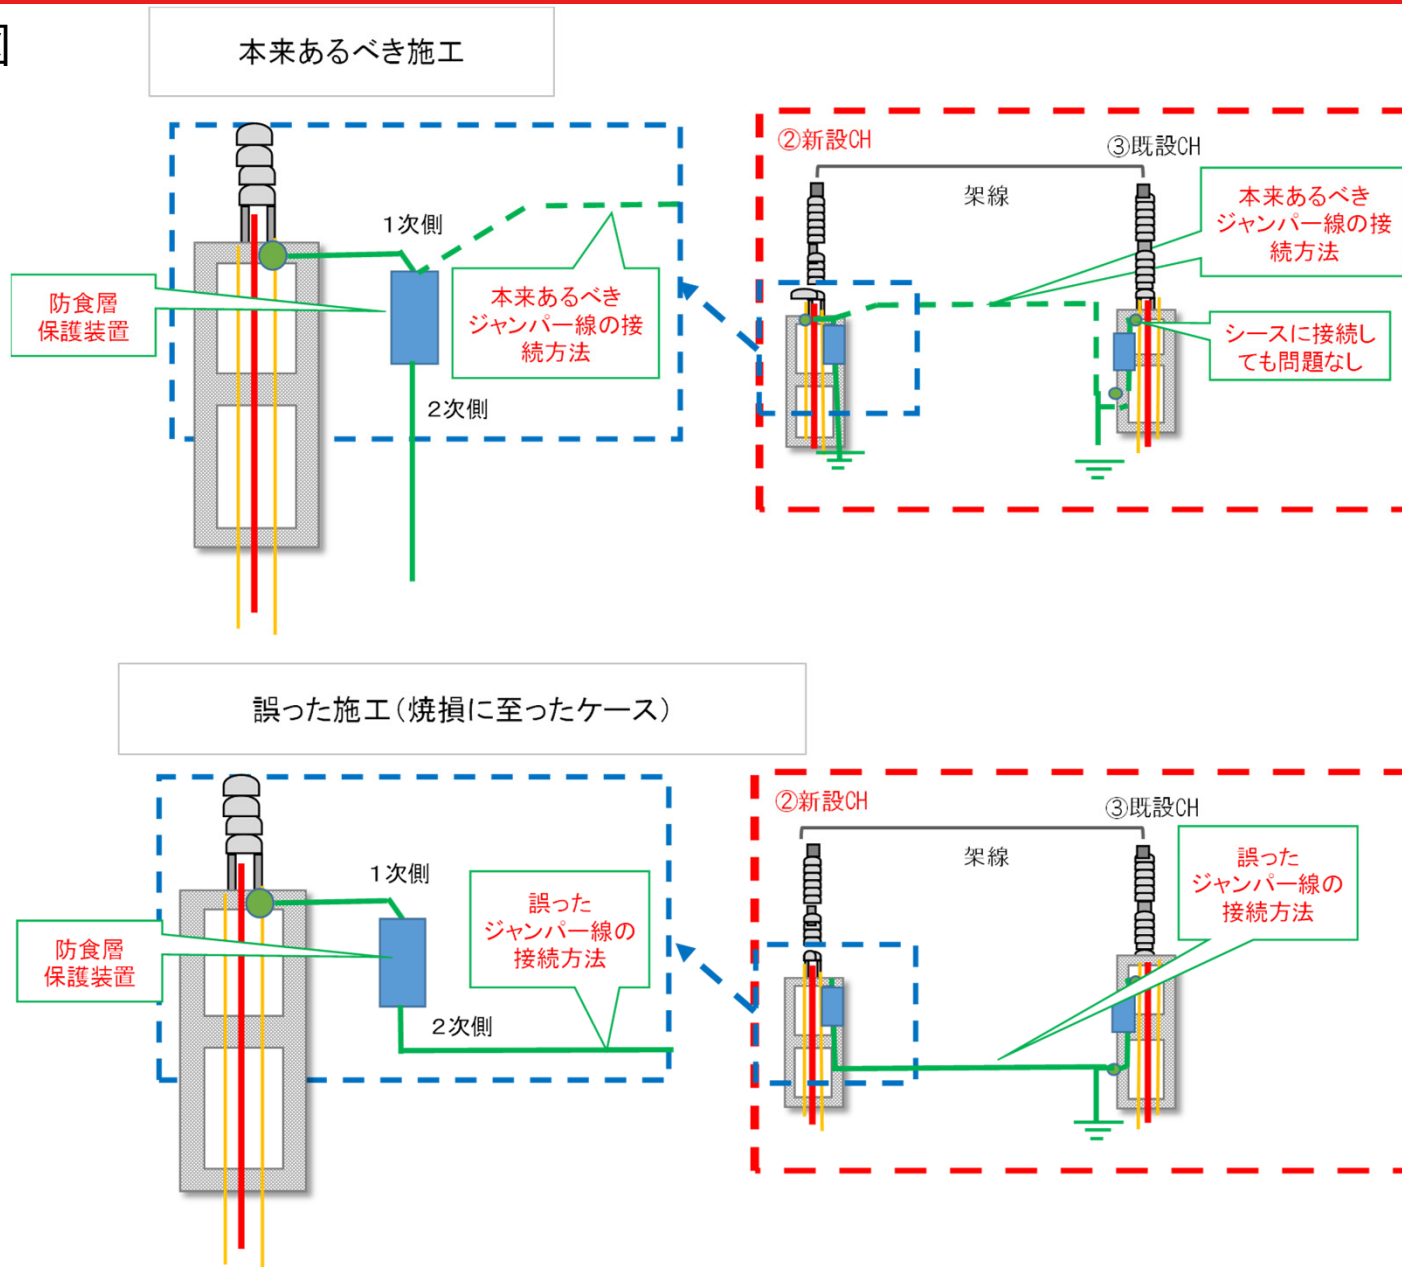 図
本来あるべき施工
1次側
防食層
保護装置
本来あるべき
ジャンパー線の接
続方法
2次側
②新設CH
③既設CH
架線
本来あるべき
ジャンパー線の接
続方法
シースに接続し
ても問題なし
誤った施工(焼損に至ったケース)
1次側
防食層
保護装置
誤った
ジャンパー線の
接続方法
2次側
②新設CH
③既設CH
架線
誤った
ジャンパー線の
接続方法